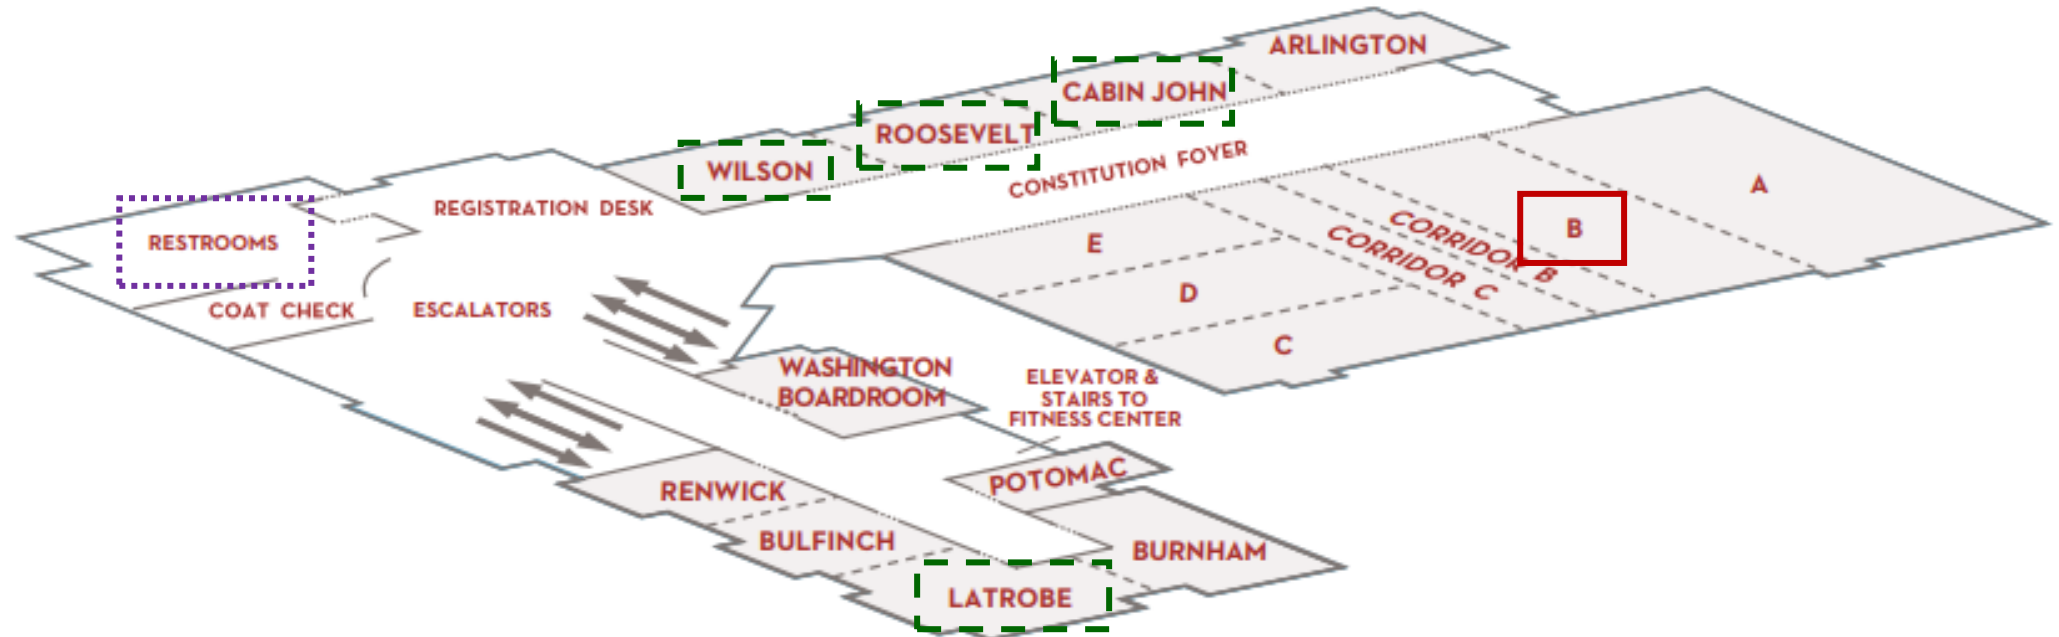 ARLINGTON
CABIN JOHN
ROOSEVELT
WILSON
CONSTITUTION FOYER
A
B
CORRIDOR B
CORRIDOR C
E
D
C
REGISTRATION DESK
RESTROOMS
COAT CHECK
ESCALATORS
WASHINGTON
BOARDROOM
ELEVATOR &
STAIRS TO
FITNESS CENTER
POTOMAC
RENWICK
BULFINCH
BURNHAM
LATROBE